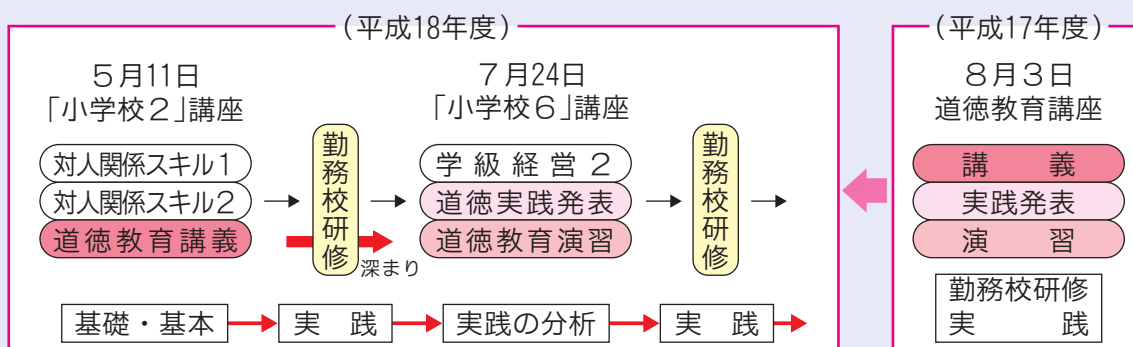 (平成18年度)
5月11日
「小学校2」講座
対人関係スキル1
対人関係スキル2
道徳教育講義
勤務校研修
深まり
7月24日
「小学校6」講座
学級経営2
道徳実践発表
道徳教育演習
勤務校研修
基礎・基本
実践
実践の分析
実践
(平成17年度)
8月3日
道徳教育講座
講義
実践発表
演習
勤務校研修
実践